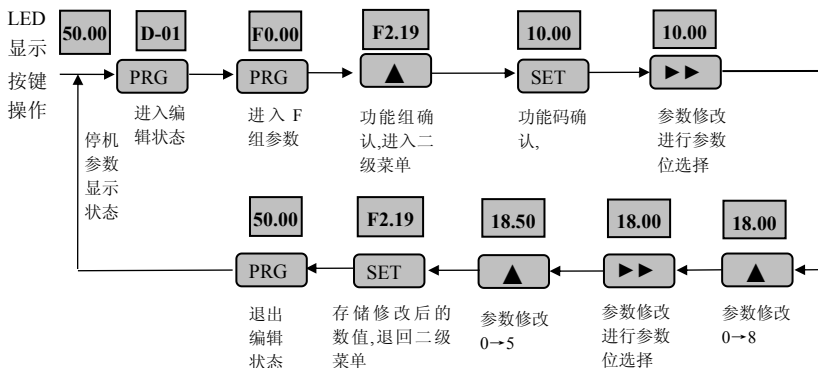 LED
显示
50.00 D-01 F0.00 F2.19 10.00 10.00
按键
操作
PRG PRG ▲ SET ►►
进入编
辑状态
进入 F
组参数
功能组确
认,进入二
级菜单
功能码确
认,
参数修改
进行参数
位选择
停机
参数
显示
状态
50.00 F2.19 18.50 18.00 18.00
PRG SET ▲ ►► ▲
退出
编辑
状态
存储修改后的
数值,退回二级
菜单
参数修改
0→5
参数修改
进行参数
位选择
参数修改
0→8